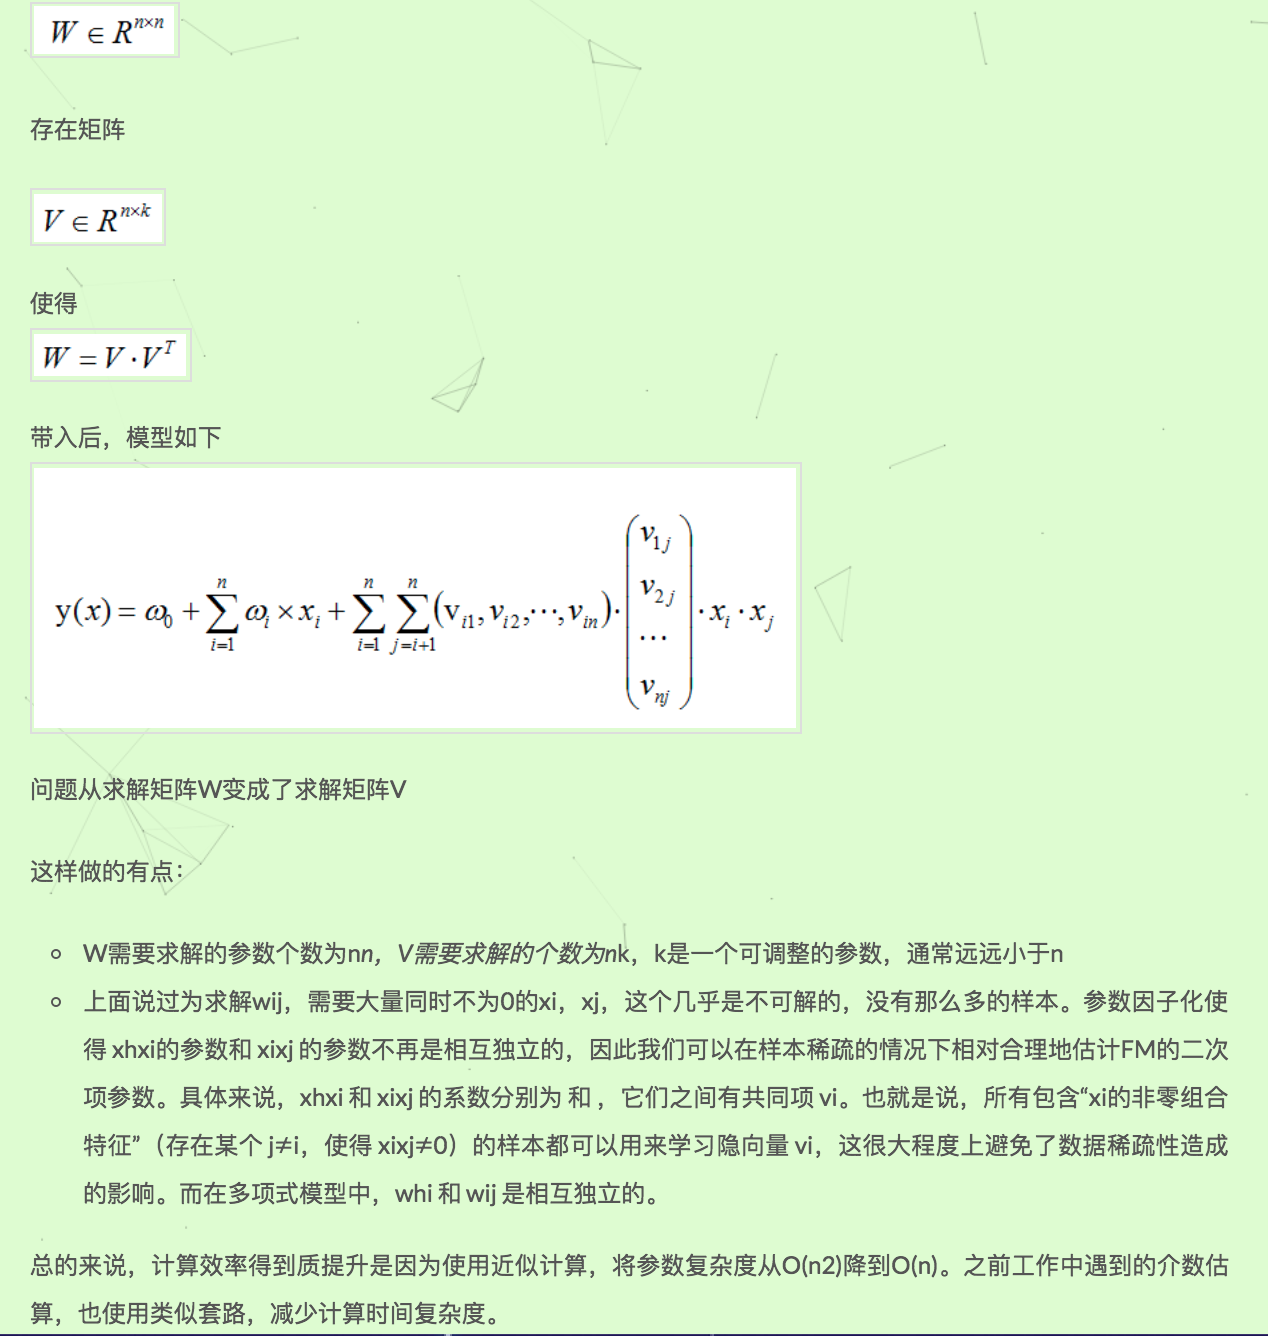 W ∈ R^{n×n}
存在矩阵
V ∈ R^{n×k}
使得
W = V · V^T
带入后，模型如下
y(x) = ω_0 + \sum_{i=1}^{n} ω_i × x_i + \sum_{i=1}^{n} \sum_{j=i+1}^{n} (v_{i1}, v_{i2}, ⋯, v_{in}) · \begin{pmatrix} v_{1j} \\ v_{2j} \\ ⋯ \\ v_{nj} \end{pmatrix} · x_i · x_j
问题从求解矩阵W变成了求解矩阵V
这样做的有点：
W需要求解的参数个数为nn，V需要求解的个数为nk，k是一个可调整的参数，通常远远小于n
上面说过为求解wij，需要大量同时不为0的xi，xj，这个几乎是不可解的，没有那么多的样本。参数因子化使
得 xhxi的参数和 xixj 的参数不再是相互独立的，因此我们可以在样本稀疏的情况下相对合理地估计FM的二次
项参数。具体来说，xhxi 和 xixj 的系数分别为 和 ，它们之间有共同项 vi。也就是说，所有包含“xi的非零组合
特征”（存在某个 j≠i，使得 xixj≠0）的样本都可以用来学习隐向量 vi，这很大程度上避免了数据稀疏性造成
的影响。而在多项式模型中，whi 和 wij 是相互独立的。
总的来说，计算效率得到质提升是因为使用近似计算，将参数复杂度从O(n2)降到O(n)。之前工作中遇到的介数估
算，也使用类似套路，减少计算时间复杂度。